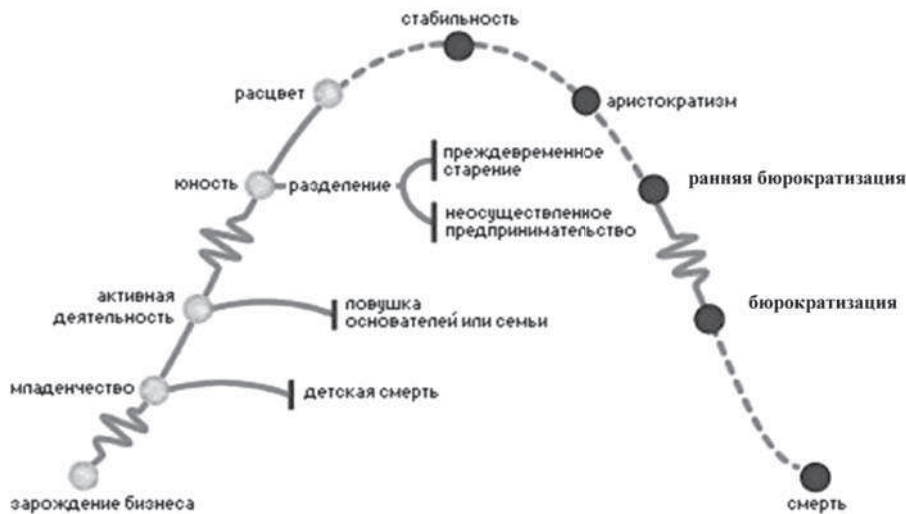 стабильность
расцвет
аристократизм
преждевременное
старение
юность
разделение
ранняя бюрократизация
неосуществленное
предпринимательство
активная
деятельность
ловушка
основателей или семьи
бюрократизация
младенчество
детская смерть
зарождение бизнеса
смерть